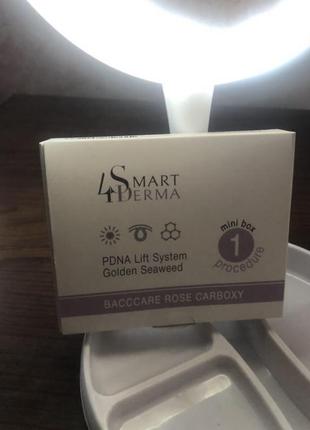 4 SMART
DERMA
PDNA Lift System
Golden Seaweed
mini box
1
procedure
BACCCARE ROSE CARBOXY